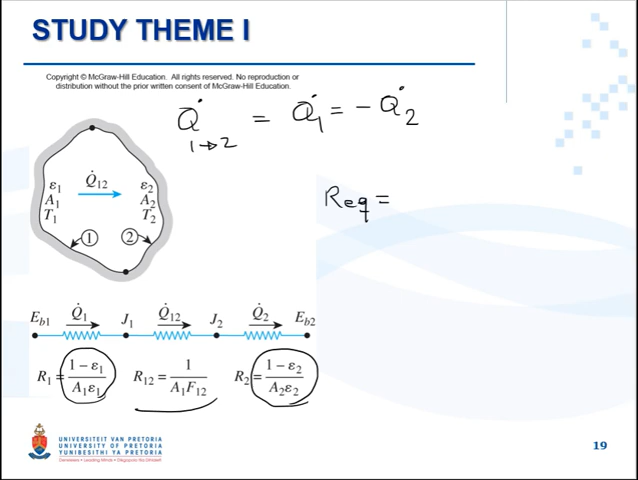 STUDY THEME I
Copyright © McGraw-Hill Education. All rights reserved. No reproduction or
distribution without the prior written consent of McGraw-Hill Education.
Q̇ 1→2 = Q̇1 = − Q̇2
Req =
ε1 Q̇12 ε2
A1 A2
T1 T2
① ②
Eb1 Q̇1 J1 Q̇12 J2 Q̇2 Eb2
R1 = (1 − ε1)/(A1ε1) R12 = 1/(A1F12) R2 = (1 − ε2)/(A2ε2)
UNIVERSITEIT VAN PRETORIA
UNIVERSITY OF PRETORIA
YUNIBESITHI YA PRETORIA
19